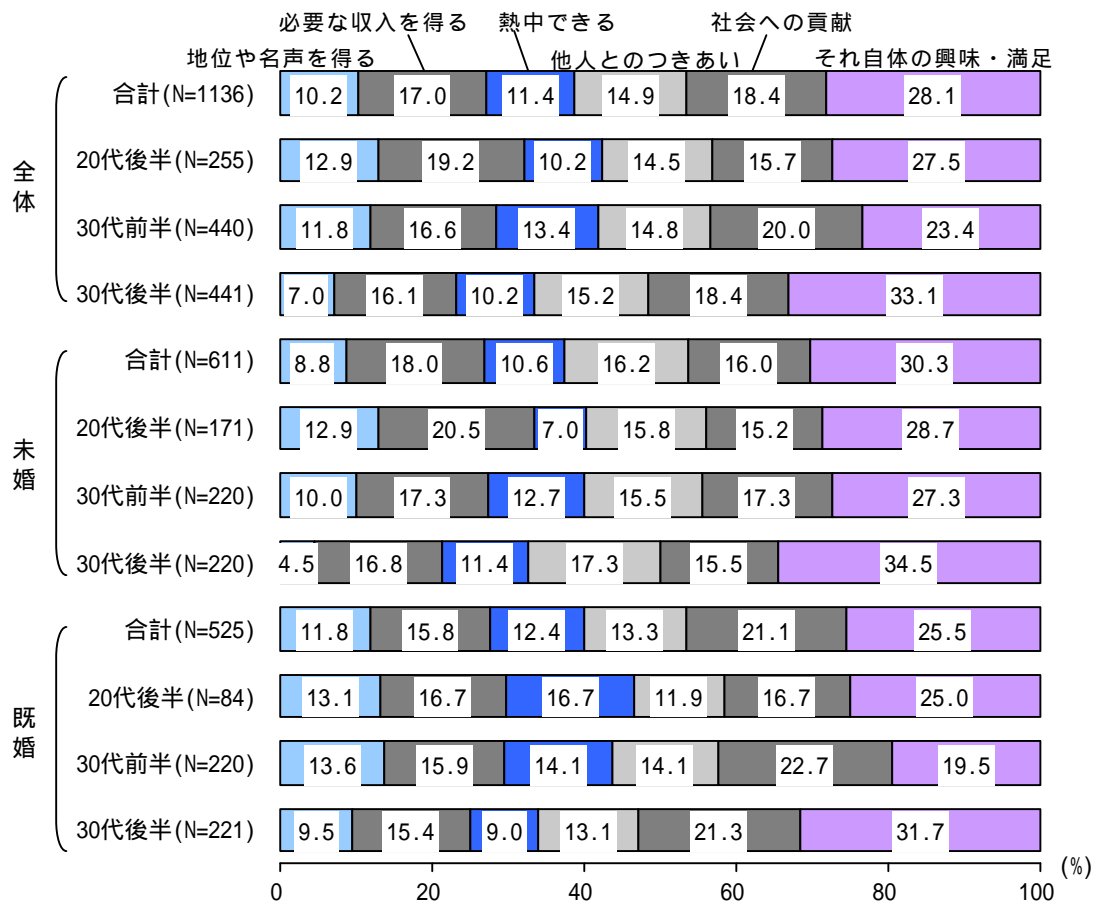 必要な収入を得る 熱中できる 社会への貢献
地位や名声を得る 他人とのつきあい それ自体の興味・満足
全体
合計(N=1136) 10.2 17.0 11.4 14.9 18.4 28.1
20代後半(N=255) 12.9 19.2 10.2 14.5 15.7 27.5
30代前半(N=440) 11.8 16.6 13.4 14.8 20.0 23.4
30代後半(N=441) 7.0 16.1 10.2 15.2 18.4 33.1
未婚
合計(N=611) 8.8 18.0 10.6 16.2 16.0 30.3
20代後半(N=171) 12.9 20.5 7.0 15.8 15.2 28.7
30代前半(N=220) 10.0 17.3 12.7 15.5 17.3 27.3
30代後半(N=220) 4.5 16.8 11.4 17.3 15.5 34.5
既婚
合計(N=525) 11.8 15.8 12.4 13.3 21.1 25.5
20代後半(N=84) 13.1 16.7 16.7 11.9 16.7 25.0
30代前半(N=220) 13.6 15.9 14.1 14.1 22.7 19.5
30代後半(N=221) 9.5 15.4 9.0 13.1 21.3 31.7
(%)
0 20 40 60 80 100